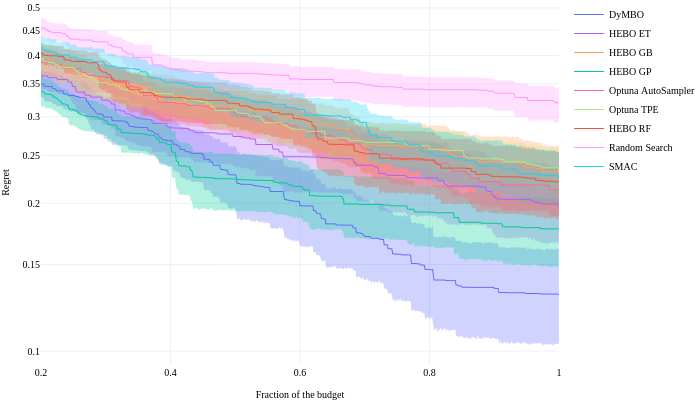 0.5
0.45
0.4
0.35
0.3
0.25
0.2
0.15
0.1
Regret
0.2
0.4
0.6
0.8
1
Fraction of the budget
DyMBO
HEBO ET
HEBO GB
HEBO GP
Optuna AutoSampler
Optuna TPE
HEBO RF
Random Search
SMAC